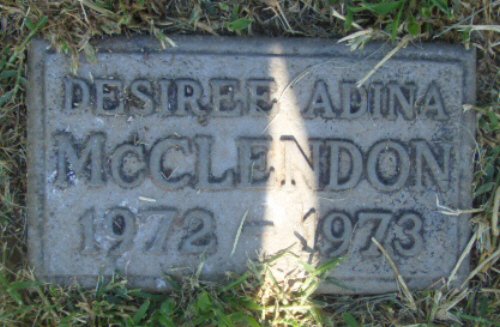 DESIREE ADINA
McCLENDON
1972 - 1973